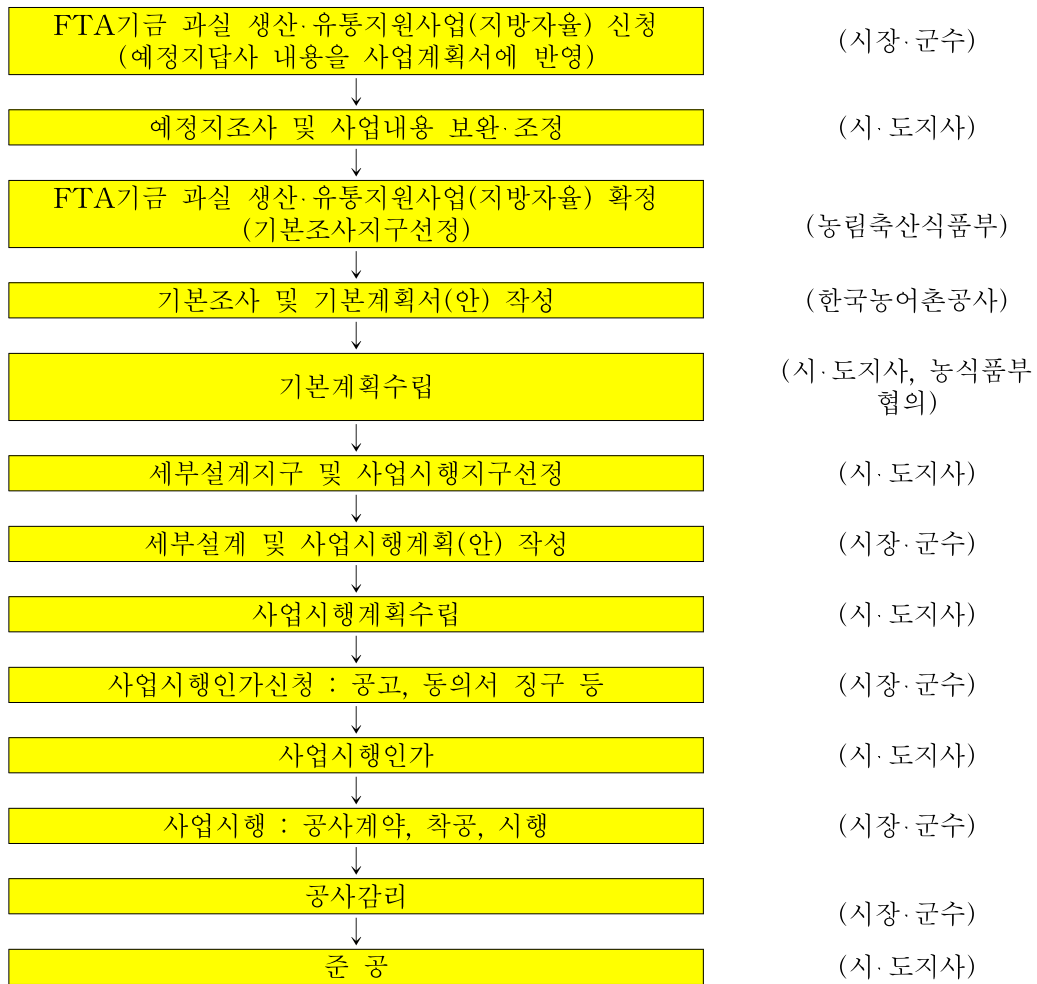 FTA기금 과실 생산·유통지원사업(지방자율) 신청
(예정지답사 내용을 사업계획서에 반영)
(시장·군수)
예정지조사 및 사업내용 보완·조정
(시·도지사)
FTA기금 과실 생산·유통지원사업(지방자율) 확정
(기본조사지구선정)
(농림축산식품부)
기본조사 및 기본계획서(안) 작성
(한국농어촌공사)
기본계획수립
(시·도지사, 농식품부
협의)
세부설계지구 및 사업시행지구선정
(시·도지사)
세부설계 및 사업시행계획(안) 작성
(시장·군수)
사업시행계획수립
(시·도지사)
사업시행인가신청 : 공고, 동의서 징구 등
(시장·군수)
사업시행인가
(시·도지사)
사업시행 : 공사계약, 착공, 시행
(시장·군수)
공사감리
(시장·군수)
준 공
(시·도지사)